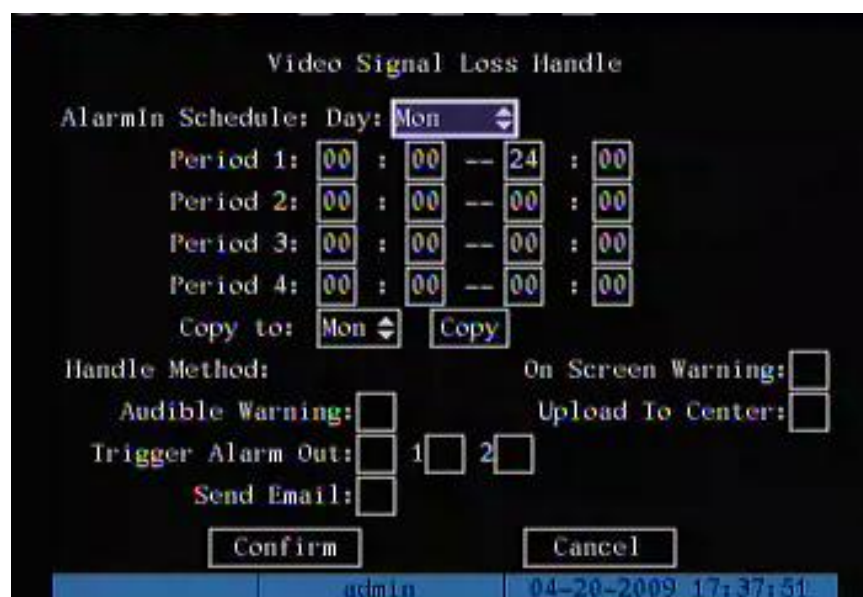 Video Signal Loss Handle
AlarmIn Schedule: Day: Mon
Period 1: 00 : 00 -- 24 : 00
Period 2: 00 : 00 -- 00 : 00
Period 3: 00 : 00 -- 00 : 00
Period 4: 00 : 00 -- 00 : 00
Copy to: Mon Copy
Handle Method: On Screen Warning:
Audible Warning: Upload To Center:
Trigger Alarm Out: 1 2
Send Email:
Confirm Cancel
admin 04-20-2009 17:37:51